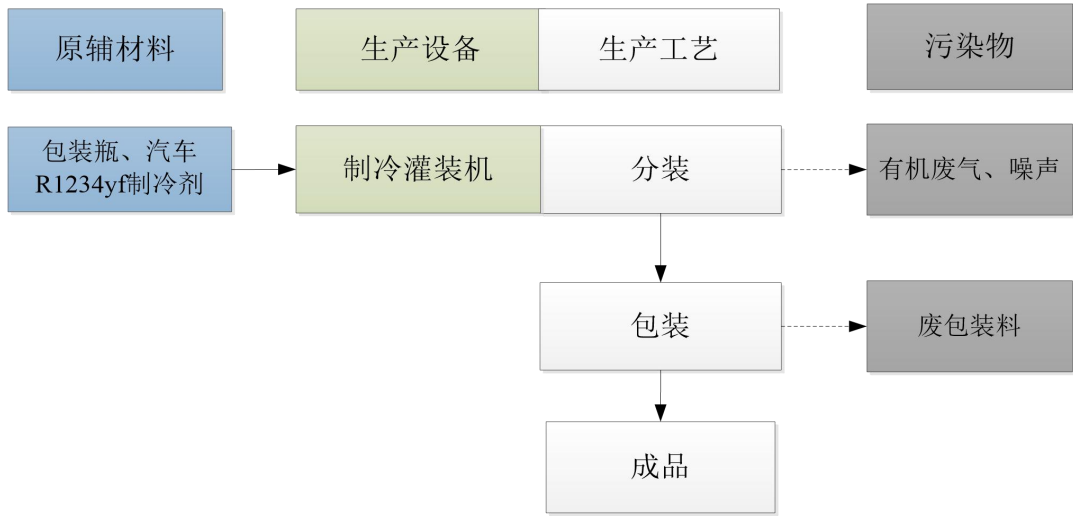 原辅材料
生产设备
生产工艺
污染物
包装瓶、汽车
R1234yf制冷剂
制冷灌装机
分装
有机废气、噪声
包装
废包装料
成品